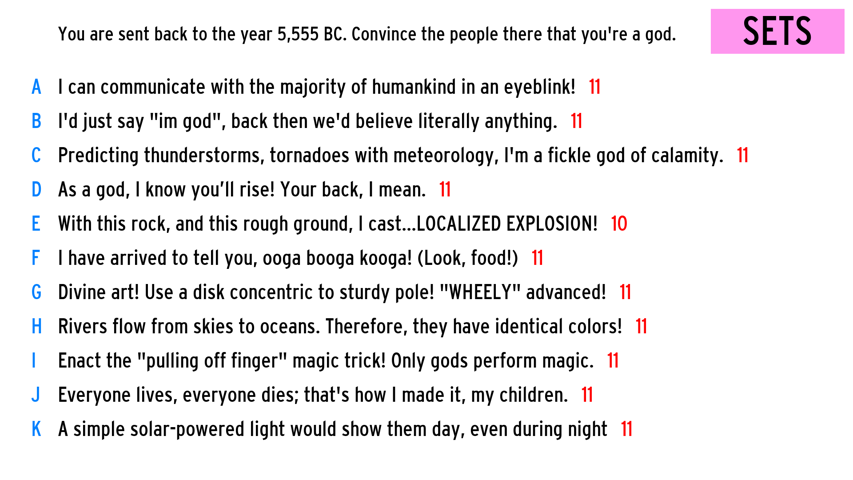 You are sent back to the year 5,555 BC. Convince the people there that you're a god.
SETS
A I can communicate with the majority of humankind in an eyeblink! 11
B I'd just say "im god", back then we'd believe literally anything. 11
C Predicting thunderstorms, tornadoes with meteorology, I'm a fickle god of calamity. 11
D As a god, I know you'll rise! Your back, I mean. 11
E With this rock, and this rough ground, I cast...LOCALIZED EXPLOSION! 10
F I have arrived to tell you, ooga booga kooga! (Look, food!) 11
G Divine art! Use a disk concentric to sturdy pole! "WHEELY" advanced! 11
H Rivers flow from skies to oceans. Therefore, they have identical colors! 11
I Enact the "pulling off finger" magic trick! Only gods perform magic. 11
J Everyone lives, everyone dies; that's how I made it, my children. 11
K A simple solar-powered light would show them day, even during night 11